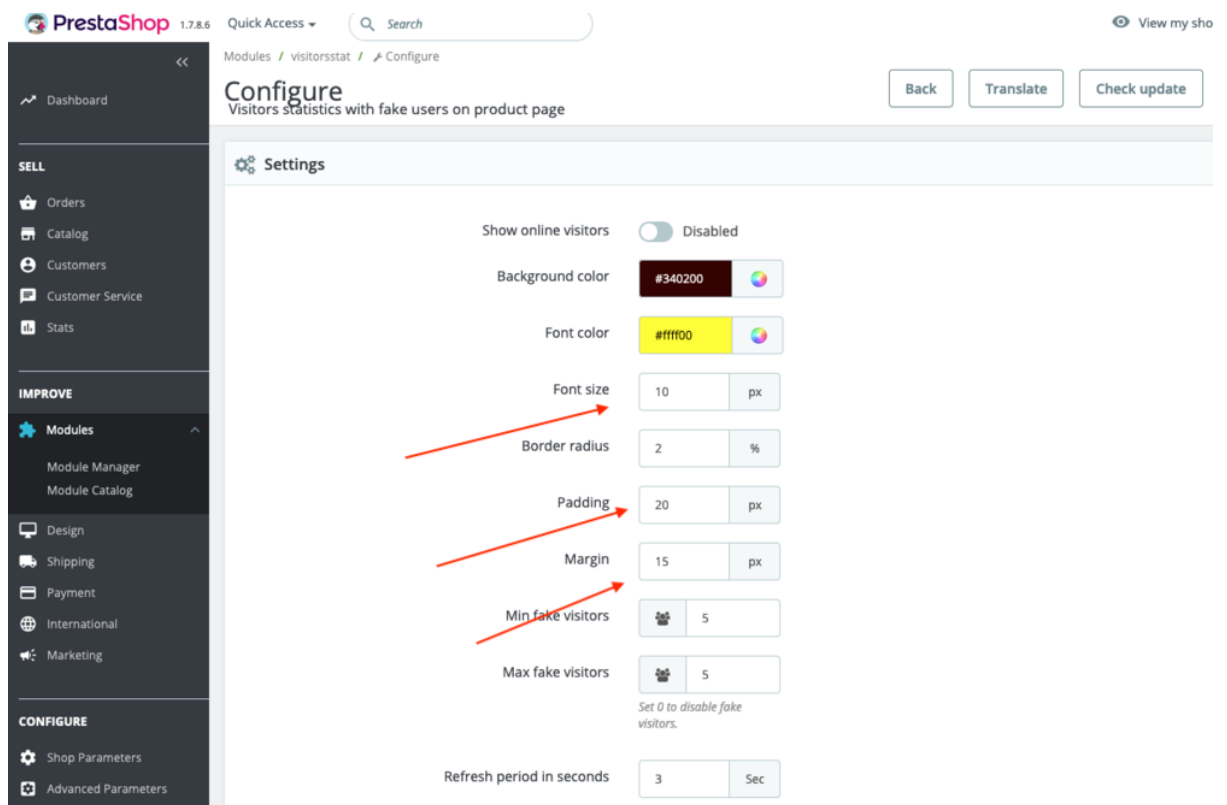 PrestaShop 1.7.8.6 Quick Access Search View my sho
Modules / visitorsstat / Configure
Configure
Visitors statistics with fake users on product page
Back Translate Check update
Dashboard
SELL
Orders
Catalog
Customers
Customer Service
Stats
IMPROVE
Modules
Module Manager
Module Catalog
Design
Shipping
Payment
International
Marketing
CONFIGURE
Shop Parameters
Advanced Parameters
Settings
Show online visitors Disabled
Background color #340200
Font color #ffff00
Font size 10 px
Border radius 2 %
Padding 20 px
Margin 15 px
Min fake visitors 5
Max fake visitors 5
Set 0 to disable fake
visitors.
Refresh period in seconds 3 Sec